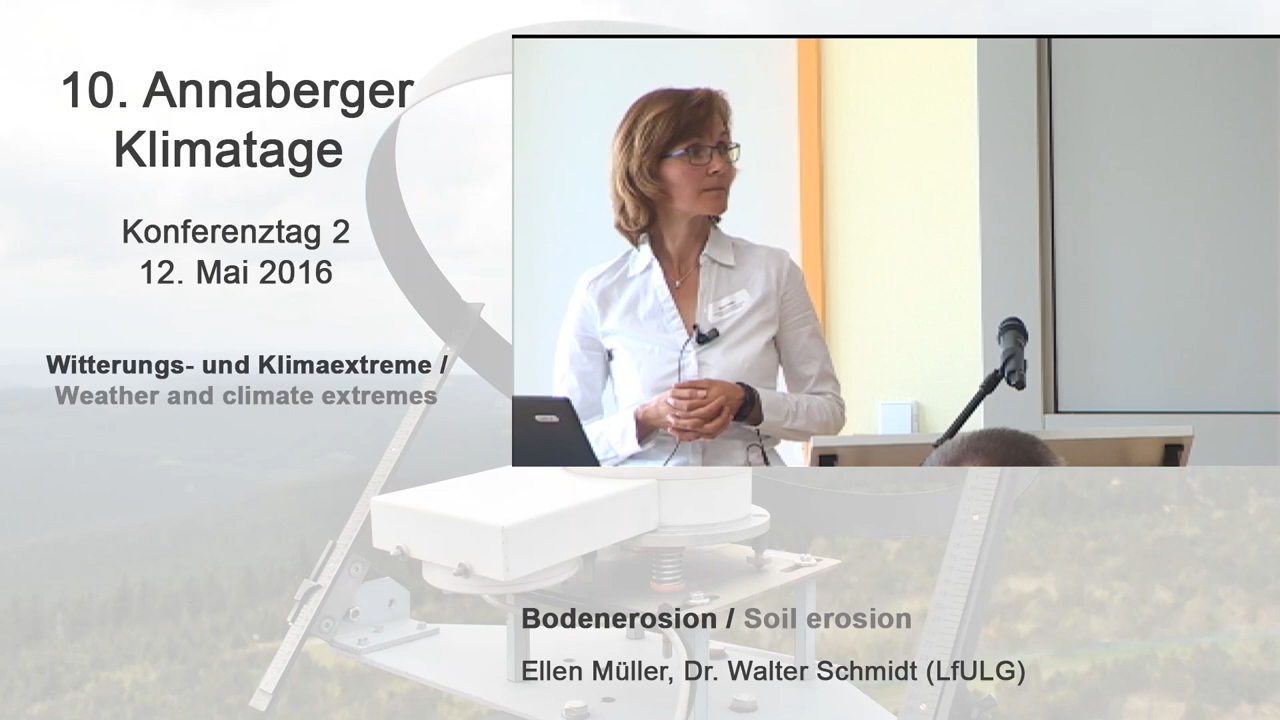 10. Annaberger
Klimatage
Konferenztag 2
12. Mai 2016
Witterungs- und Klimaextreme /
Weather and climate extremes
Bodenerosion / Soil erosion
Ellen Müller, Dr. Walter Schmidt (LfULG)